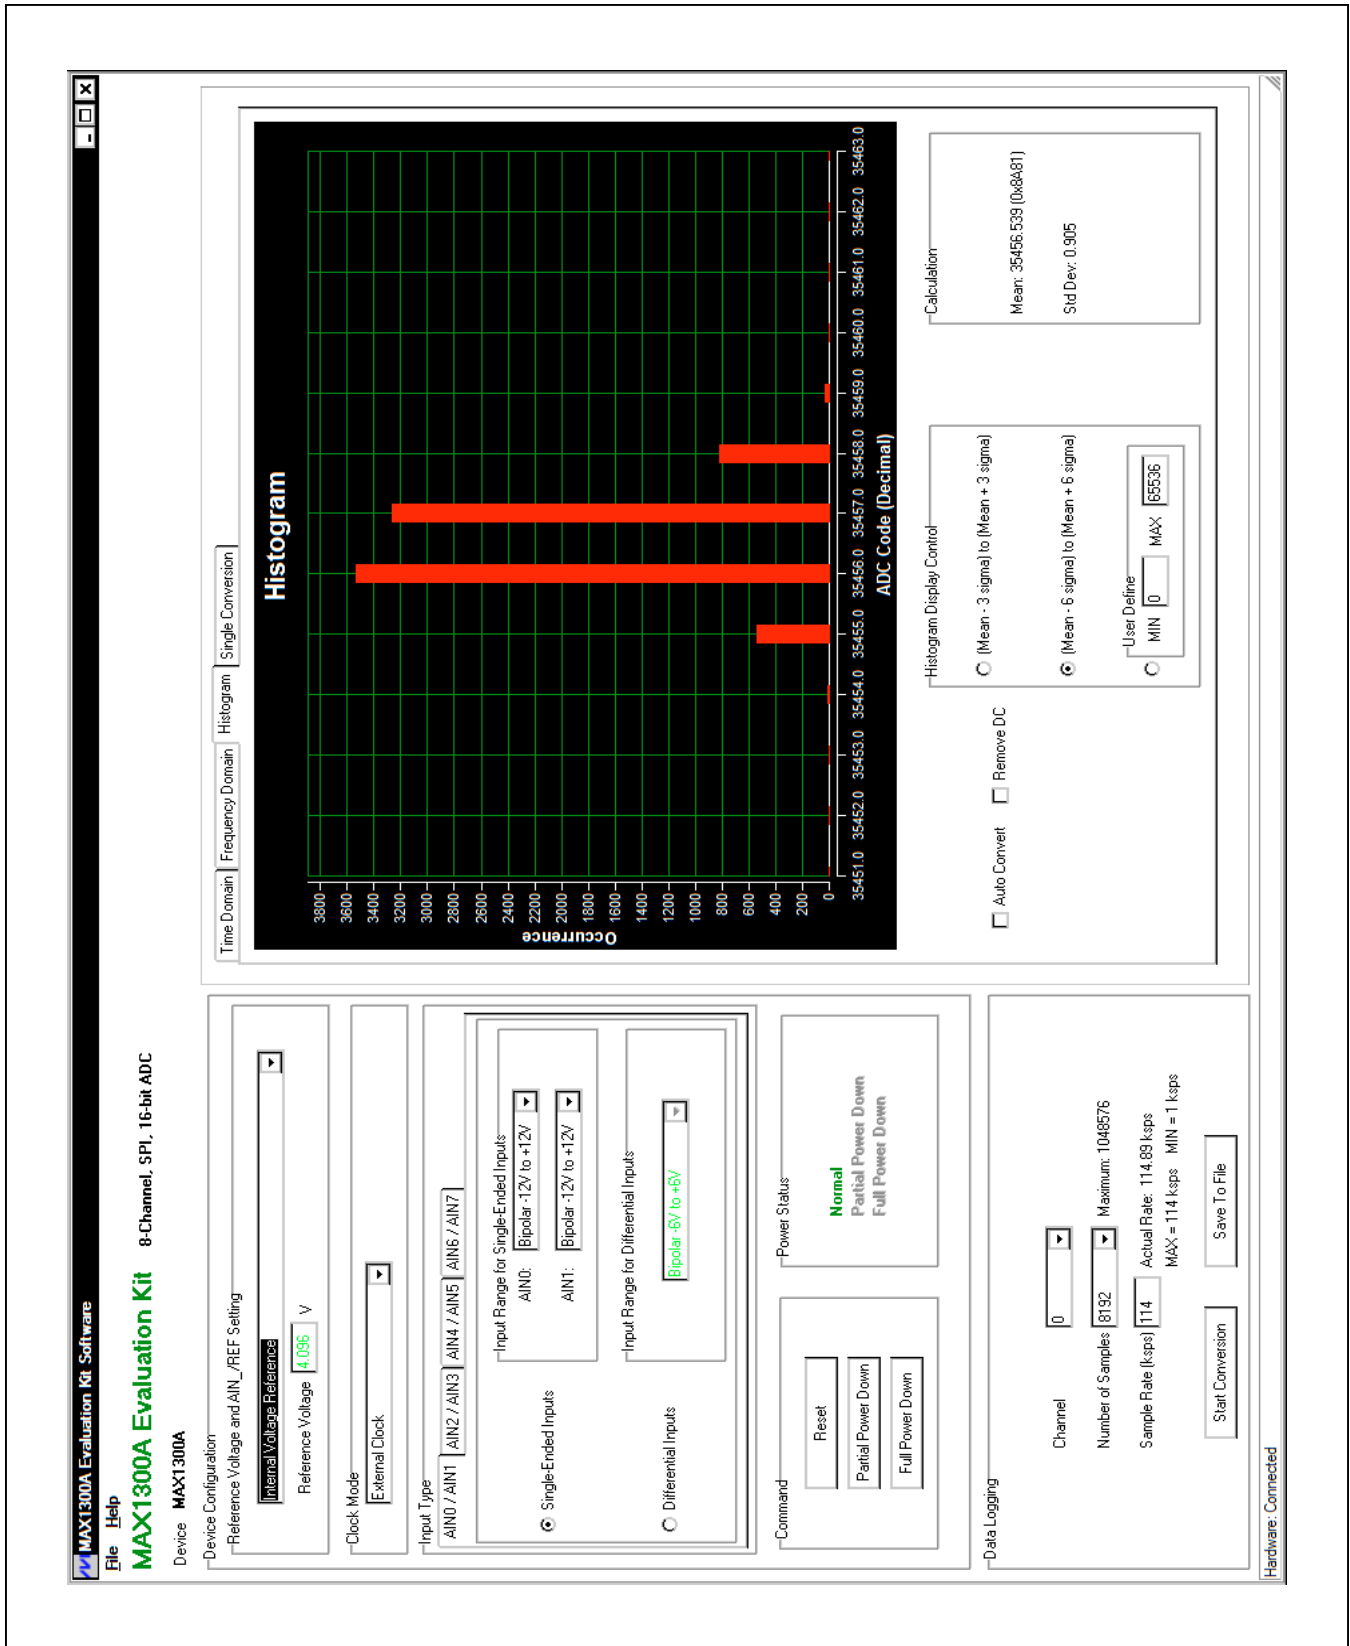 MAX1300A Evaluation Kit Software
File Help
MAX1300A Evaluation Kit 8-Channel, SPI, 16-bit ADC
Device MAX1300A
Device Configuration
Reference Voltage and AIN_/REF Setting
Internal Voltage Reference
Reference Voltage 4.096 V
Clock Mode
External Clock
Input Type
AIN0 / AIN1 AIN2 / AIN3 AIN4 / AIN5 AIN6 / AIN7
Single-Ended Inputs
Input Range for Single-Ended Inputs
AIN0: Bipolar -12V to +12V
AIN1: Bipolar -12V to +12V
Differential Inputs
Input Range for Differential Inputs
Bipolar -6V to +6V
Command
Reset
Partial Power Down
Full Power Down
Power Status
Normal
Partial Power Down
Full Power Down
Data Logging
Channel 0
Number of Samples 8192 Maximum: 1048576
Sample Rate (ksps) 114 Actual Rate: 114.89 ksps
MAX = 114 ksps MIN = 1 ksps
Start Conversion Save To File
Time Domain Frequency Domain Histogram Single Conversion
Histogram
Occurrence
3800
3600
3400
3200
3000
2800
2600
2400
2200
2000
1800
1600
1400
1200
1000
800
600
400
200
0
35451.0 35452.0 35453.0 35454.0 35455.0 35456.0 35457.0 35458.0 35459.0 35460.0 35461.0 35462.0 35463.0
ADC Code (Decimal)
Auto Convert Remove DC
Histogram Display Control
(Mean - 3 sigma) to (Mean + 3 sigma)
(Mean - 6 sigma) to (Mean + 6 sigma)
User Define
MIN 0 MAX 65536
Calculation
Mean: 35456.539 (0x8A81)
Std Dev: 0.905
Hardware: Connected